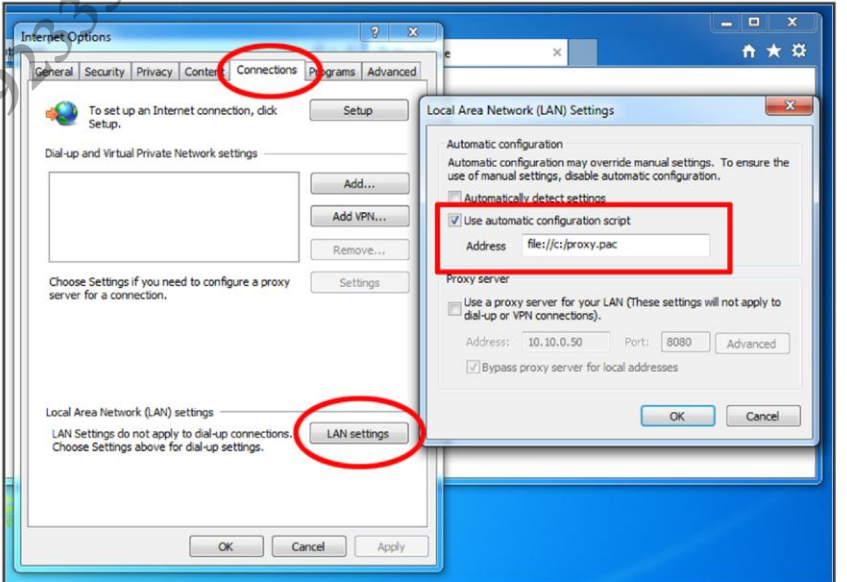 Internet Options
General Security Privacy Content Connections Programs Advanced
To set up an Internet connection, click
Setup.
Setup
Dial-up and Virtual Private Network settings
Add...
Add VPN...
Remove...
Choose Settings if you need to configure a proxy
server for a connection.
Settings
Local Area Network (LAN) settings
LAN Settings do not apply to dial-up connections.
Choose Settings above for dial-up settings.
LAN settings
OK Cancel Apply
Local Area Network (LAN) Settings
Automatic configuration
Automatic configuration may override manual settings. To ensure the
use of manual settings, disable automatic configuration.
Automatically detect settings
Use automatic configuration script
Address file://c:/proxy.pac
Proxy server
Use a proxy server for your LAN (These settings will not apply to
dial-up or VPN connections).
Address: 10.10.0.50 Port: 8080 Advanced
Bypass proxy server for local addresses
OK Cancel